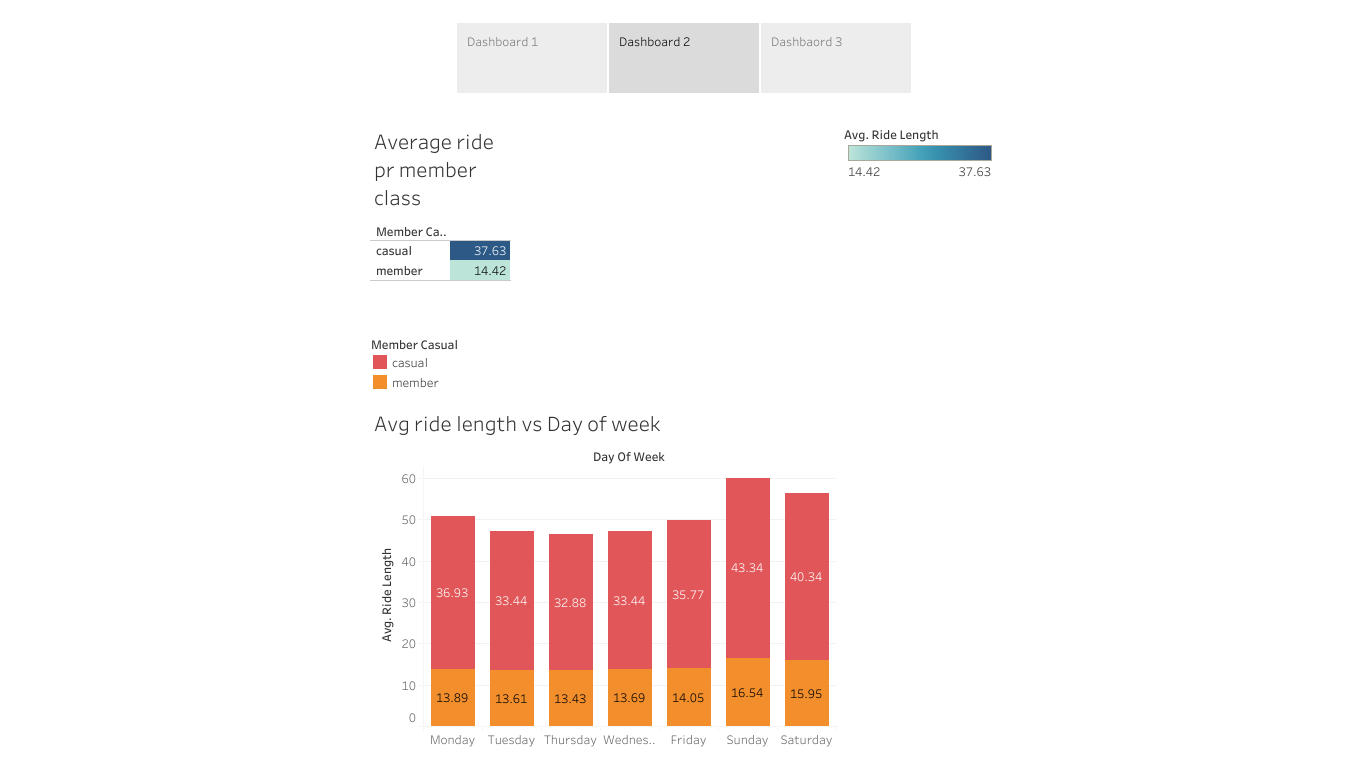 Dashboard 1
Dashboard 2
Dashbaord 3
Average ride
pr member
class
Avg. Ride Length
14.42 37.63
Member Ca..
casual 37.63
member 14.42
Member Casual
casual
member
Avg ride length vs Day of week
Day Of Week
Avg. Ride Length
60
50
40
30
20
10
0
36.93 33.44 32.88 33.44 35.77 43.34 40.34
13.89 13.61 13.43 13.69 14.05 16.54 15.95
Monday Tuesday Thursday Wednes.. Friday Sunday Saturday